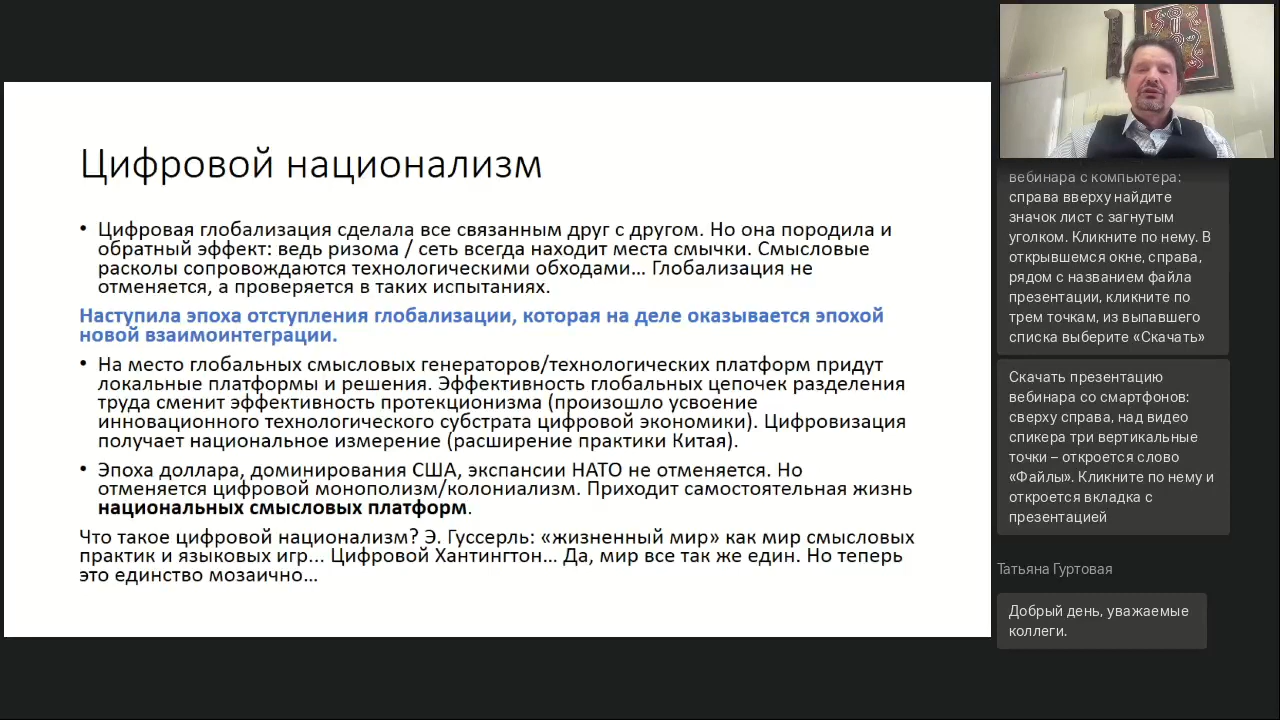 Цифровой национализм
• Цифровая глобализация сделала все связанным друг с другом. Но она породила и
обратный эффект: ведь ризома / сеть всегда находит места смычки. Смысловые
расколы сопровождаются технологическими обходами... Глобализация не
отменяется, а проверяется в таких испытаниях.
Наступила эпоха отступления глобализации, которая на деле оказывается эпохой
новой взаимоинтеграции.
• На место глобальных смысловых генераторов/технологических платформ придут
локальные платформы и решения. Эффективность глобальных цепочек разделения
труда сменит эффективность протекционизма (произошло усвоение
инновационного технологического субстрата цифровой экономики). Цифровизация
получает национальное измерение (расширение практики Китая).
• Эпоха доллара, доминирования США, экспансии НАТО не отменяется. Но
отменяется цифровой монополизм/колониализм. Приходит самостоятельная жизнь
национальных смысловых платформ.
Что такое цифровой национализм? Э. Гуссерль: «жизненный мир» как мир смысловых
практик и языковых игр... Цифровой Хантингтон... Да, мир все так же един. Но теперь
это единство мозаично...
вебинара с компьютера:
справа вверху найдите
значок лист с загнутым
уголком. Кликните по нему. В
открывшемся окне, справа,
рядом с названием файла
презентации, кликните по
трем точкам, из выпавшего
списка выберите «Скачать»
Скачать презентацию
вебинара со смартфонов:
сверху справа, над видео
спикера три вертикальные
точки – откроется слово
«Файлы». Кликните по нему и
откроется вкладка с
презентацией
Татьяна Гуртовая
Добрый день, уважаемые
коллеги.